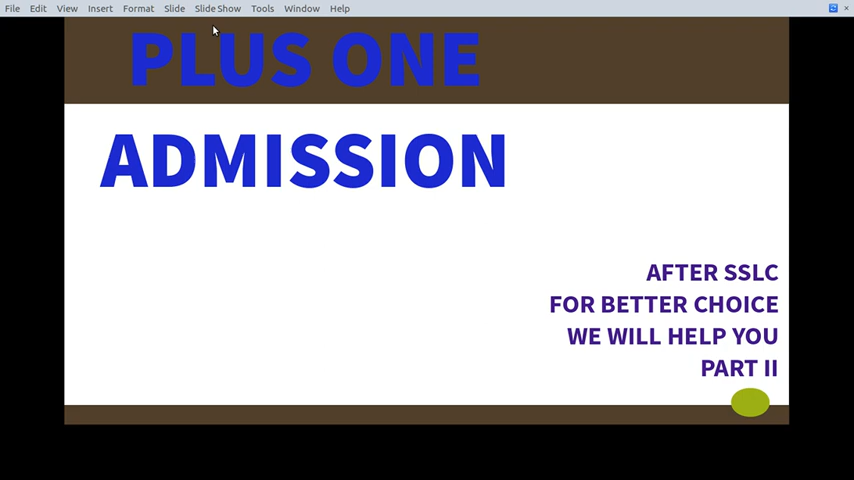 File Edit View Insert Format Slide Slide Show Tools Window Help
PLUS ONE
ADMISSION
AFTER SSLC
FOR BETTER CHOICE
WE WILL HELP YOU
PART II